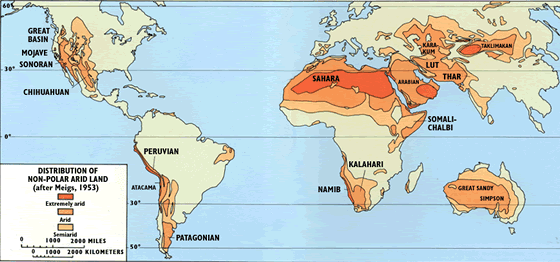 60°
30°
0°
30°
50°
GREAT
BASIN
MOJAVE
SONORAN
CHIHUAHUAN
PERUVIAN
ATACAMA
PATAGONIAN
SAHARA
ARABIAN
KARA-
KUM
TAKLIMAKAN
LUT
THAR
SOMALI-
CHALBI
KALAHARI
NAMIB
GREAT SANDY
SIMPSON
DISTRIBUTION OF
NON-POLAR ARID LAND
(after Meigs, 1953)
Extremely arid
Arid
Semiarid
0 1000 2000 MILES
0 1000 2000 KILOMETERS